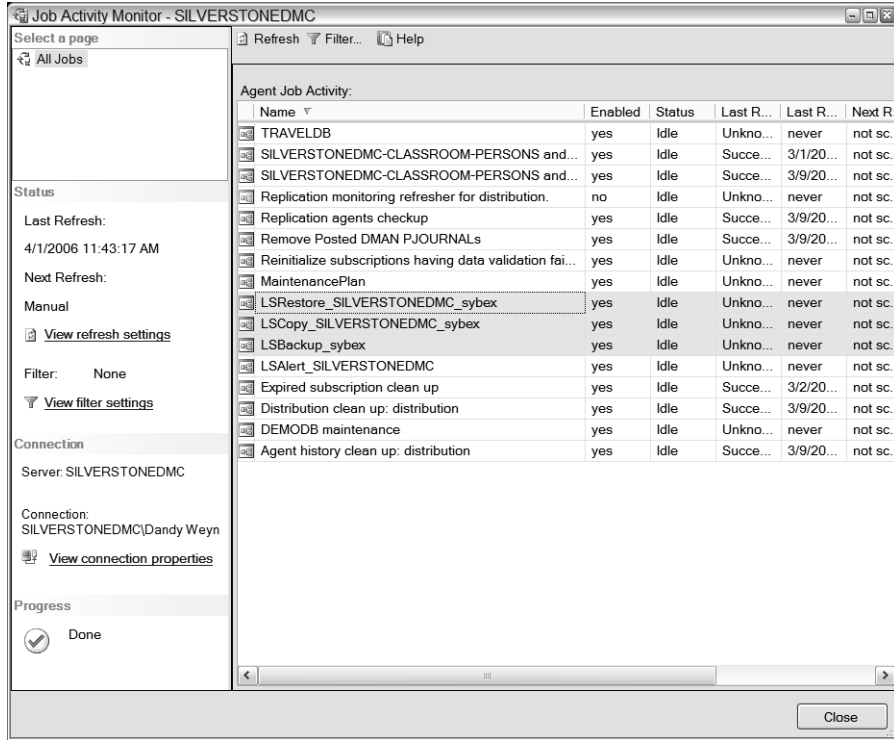 Job Activity Monitor - SILVERSTONEDMC
Select a page
All Jobs
Status
Last Refresh:
4/1/2006 11:43:17 AM
Next Refresh:
Manual
View refresh settings
Filter: None
View filter settings
Connection
Server: SILVERSTONEDMC
Connection:
SILVERSTONEDMC\Dandy Weyn
View connection properties
Progress
Done
Refresh Filter... Help
Agent Job Activity:
Name Enabled Status Last R... Last R... Next R
TRAVELDB yes Idle Unkno... never not sc.
SILVERSTONEDMC-CLASSROOM-PERSONS and... yes Idle Succe... 3/1/20... not sc.
SILVERSTONEDMC-CLASSROOM-PERSONS and... yes Idle Succe... 3/9/20... not sc.
Replication monitoring refresher for distribution. no Idle Unkno... never not sc.
Replication agents checkup yes Idle Succe... 3/9/20... not sc.
Remove Posted DMAN PJOURNALs yes Idle Succe... 3/9/20... not sc.
Reinitialize subscriptions having data validation fai... yes Idle Unkno... never not sc.
MaintenancePlan yes Idle Unkno... never not sc.
LSRestore_SILVERSTONEDMC_sybex yes Idle Unkno... never not sc.
LSCopy_SILVERSTONEDMC_sybex yes Idle Unkno... never not sc.
LSBackup_sybex yes Idle Unkno... never not sc.
LSAlert_SILVERSTONEDMC yes Idle Unkno... never not sc.
Expired subscription clean up yes Idle Succe... 3/2/20... not sc.
Distribution clean up: distribution yes Idle Succe... 3/9/20... not sc.
DEMODB maintenance yes Idle Unkno... never not sc.
Agent history clean up: distribution yes Idle Succe... 3/9/20... not sc.
Close